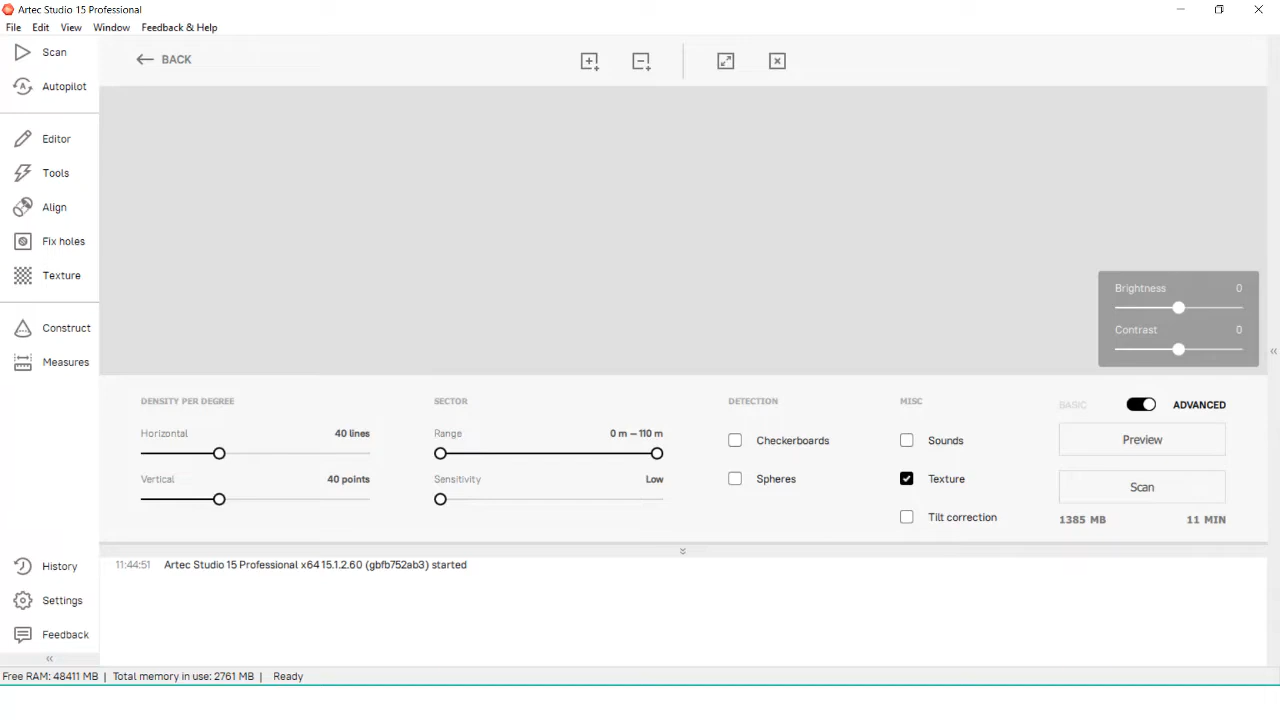 Artec Studio 15 Professional
File Edit View Window Feedback & Help
Scan
Autopilot
Editor
Tools
Align
Fix holes
Texture
Construct
Measures
History
Settings
Feedback
BACK
Brightness 0
Contrast 0
DENSITY PER DEGREE
Horizontal 40 lines
Vertical 40 points
SECTOR
Range 0 m – 110 m
Sensitivity Low
DETECTION
Checkerboards
Spheres
MISC
Sounds
Texture
Tilt correction
BASIC ADVANCED
Preview
Scan
1385 MB 11 MIN
11:44:51 Artec Studio 15 Professional x64 15.1.2.60 (gbfb752ab3) started
Free RAM: 48411 MB | Total memory in use: 2761 MB | Ready